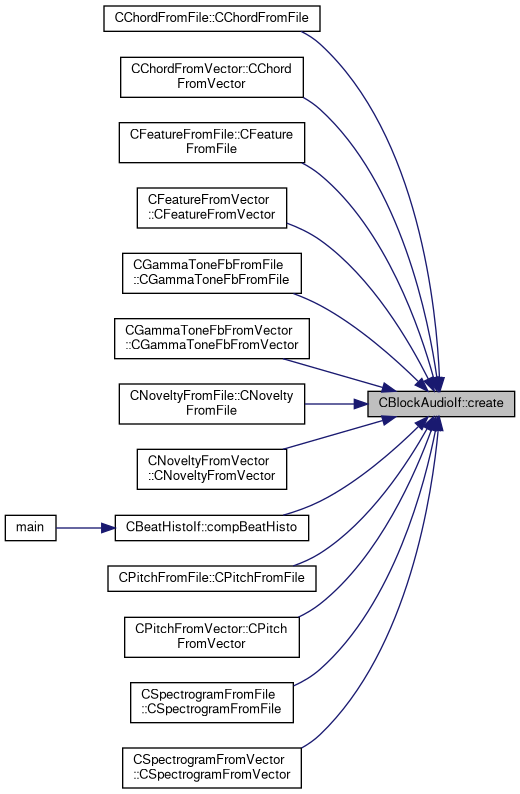 CChordFromFile::CChordFromFile
CChordFromVector::CChord
FromVector
CFeatureFromFile::CFeature
FromFile
CFeatureFromVector
::CFeatureFromVector
CGammaToneFbFromFile
::CGammaToneFbFromFile
CGammaToneFbFromVector
::CGammaToneFbFromVector
CNoveltyFromFile::CNovelty
FromFile
CBlockAudioIf::create
CNoveltyFromVector
::CNoveltyFromVector
main
CBeatHistoIf::compBeatHisto
CPitchFromFile::CPitchFromFile
CPitchFromVector::CPitch
FromVector
CSpectrogramFromFile
::CSpectrogramFromFile
CSpectrogramFromVector
::CSpectrogramFromVector